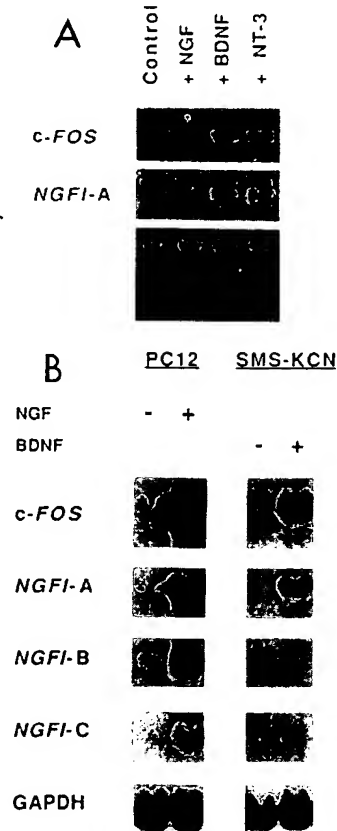 A
Control
+ NGF
+ BDNF
+ NT-3
c-FOS
NGFI-A
B
PC12 SMS-KCN
NGF - +
BDNF - +
c-FOS
NGFI-A
NGFI-B
NGFI-C
GAPDH